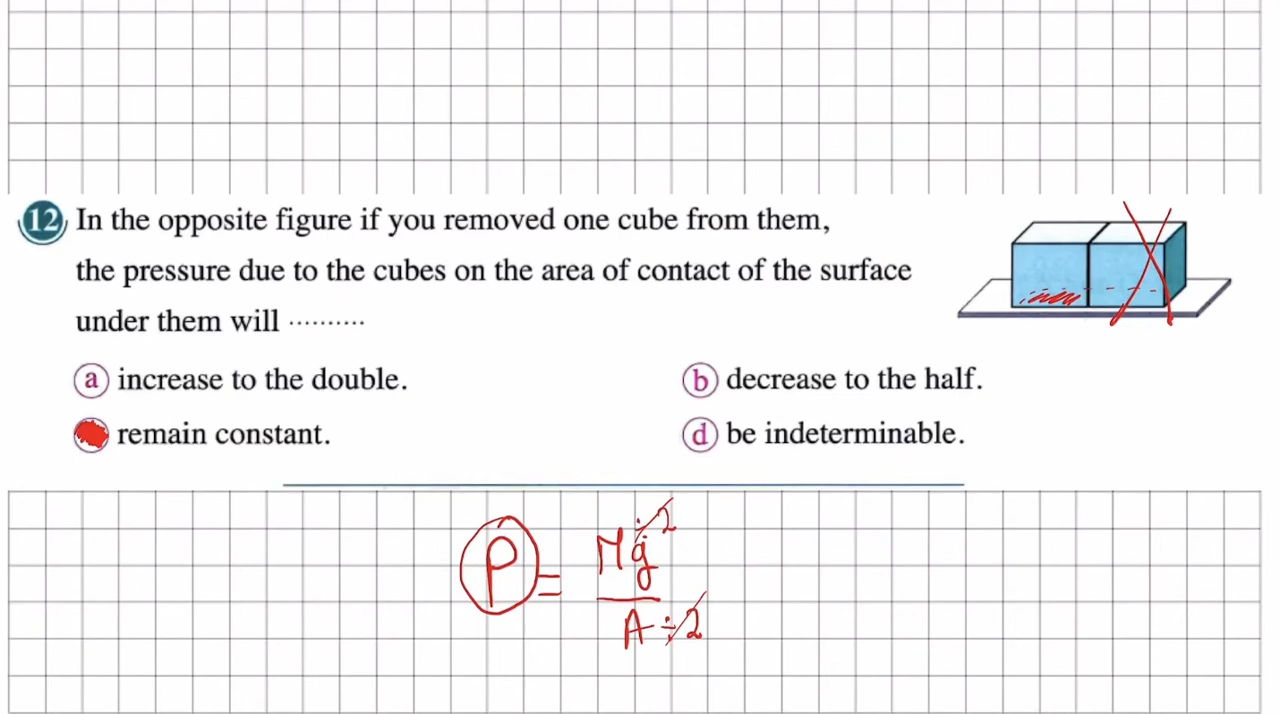 12 In the opposite figure if you removed one cube from them,
the pressure due to the cubes on the area of contact of the surface
under them will ..........
a increase to the double.
b decrease to the half.
remain constant.
d be indeterminable.
P = Mg ÷2
A ÷2